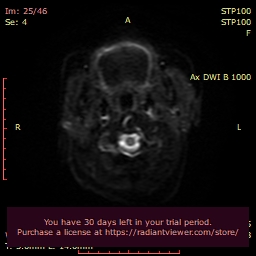 Im: 25/46
Se: 4
A
STP100
STP100
F
Ax DWI B 1000
R
L
You have 30 days left in your trial period.
Purchase a license at https://radiantviewer.com/store/